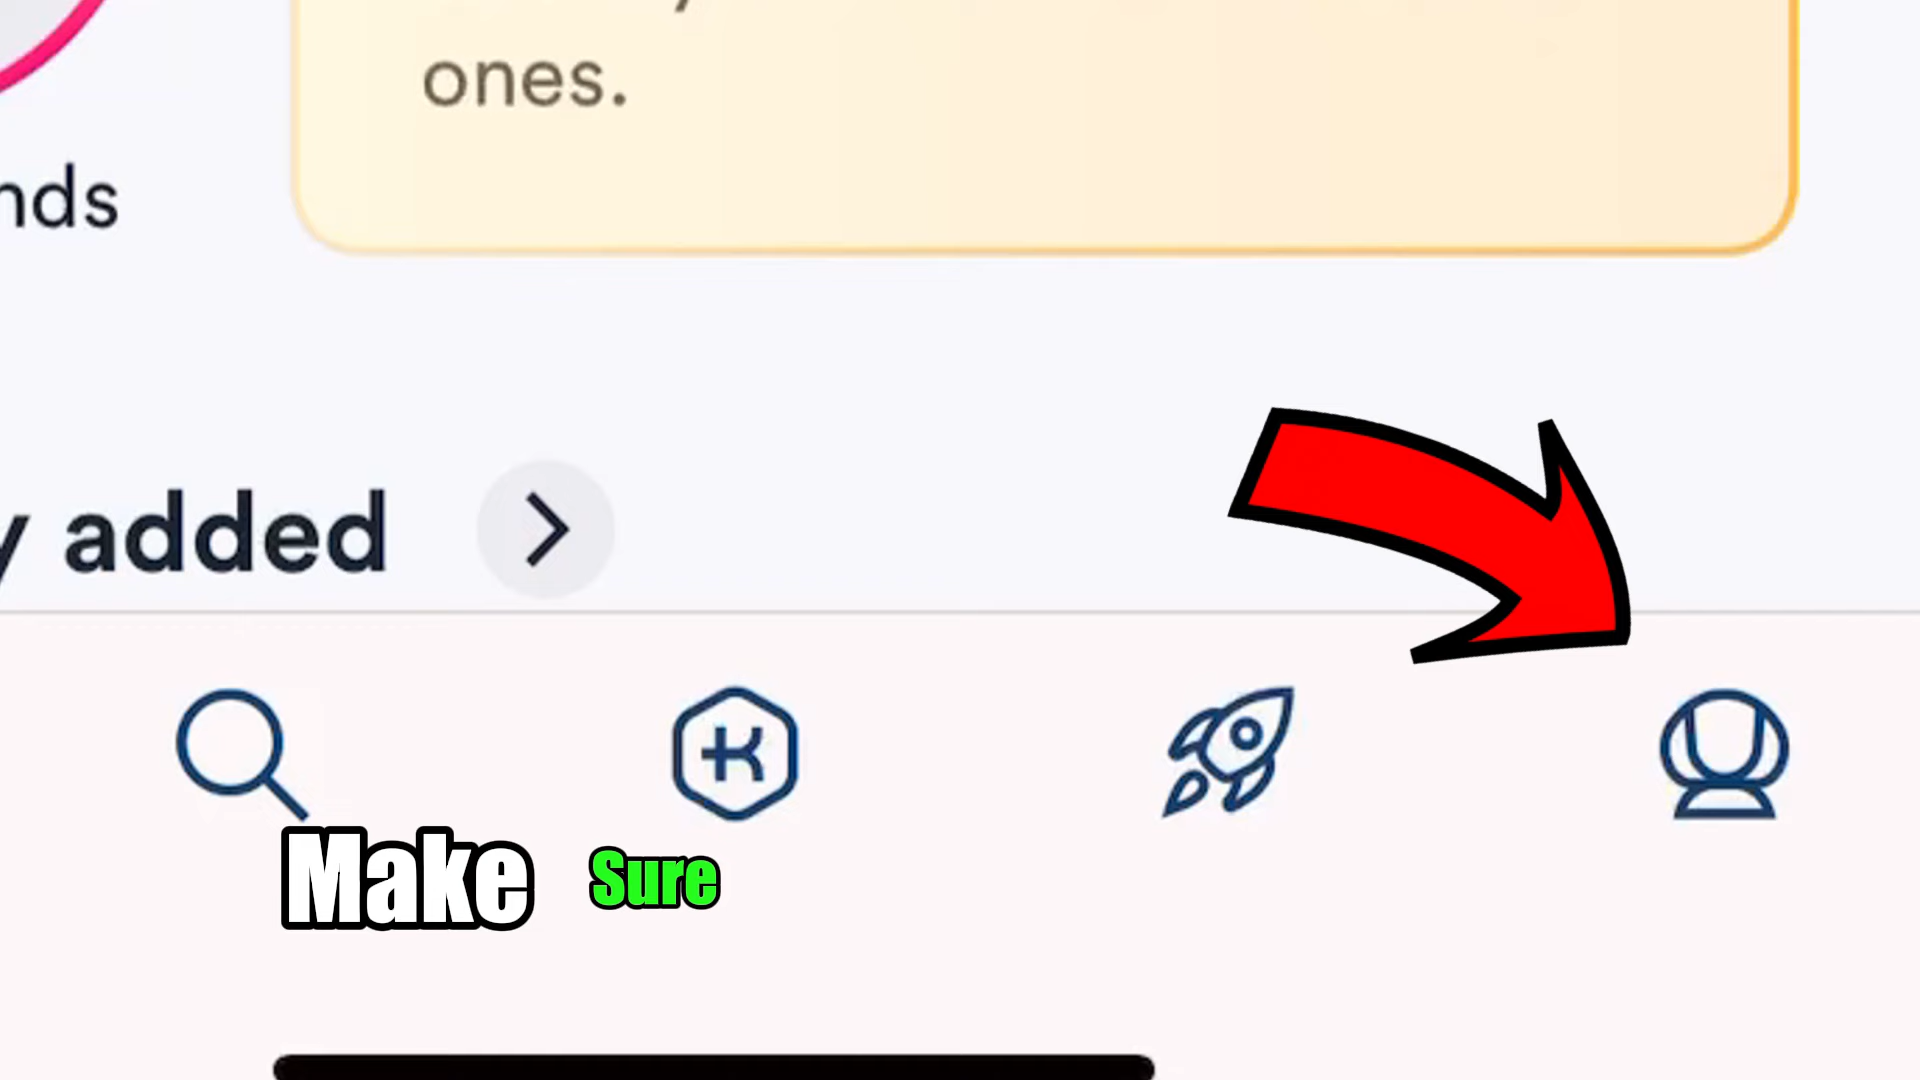 ones.
nds
y added
K
Make Sure